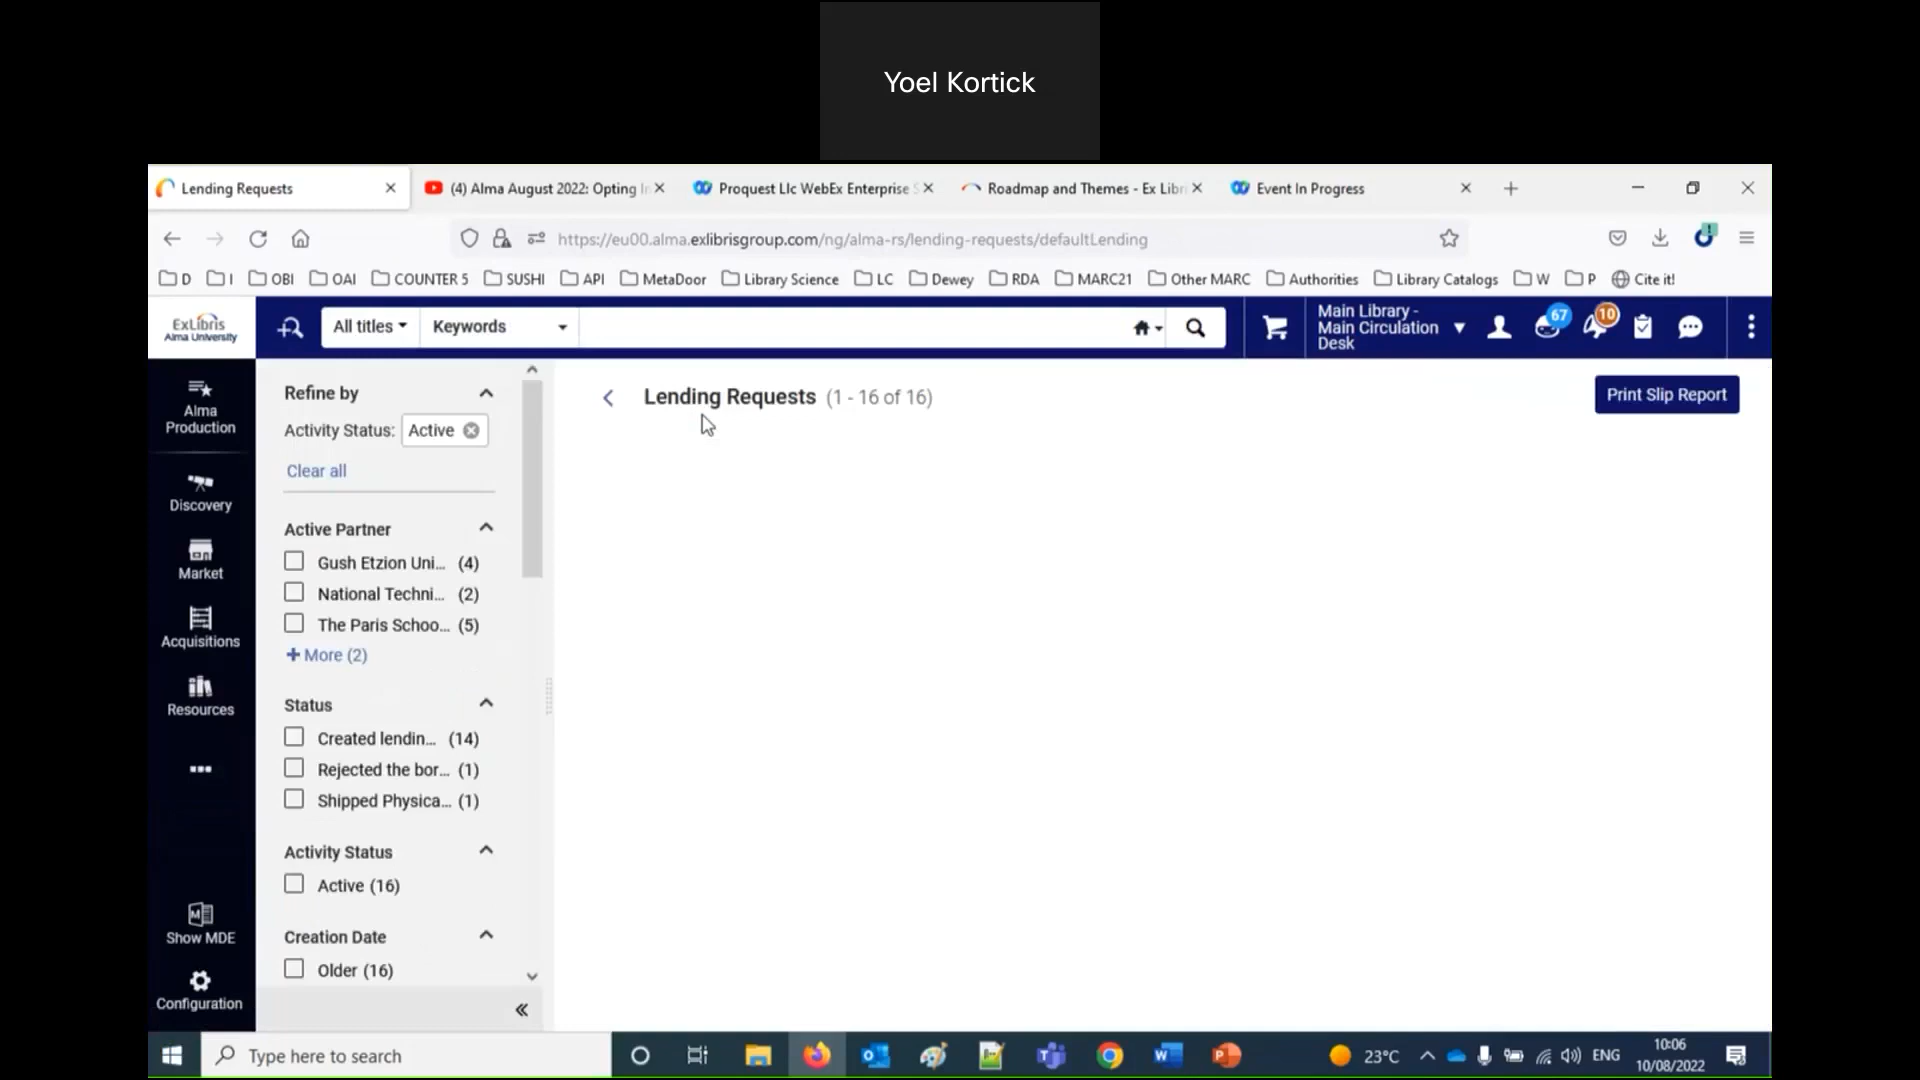 Yoel Kortick
Lending Requests
(4) Alma August 2022: Opting I
Proquest Llc WebEx Enterprise S
Roadmap and Themes - Ex Libri
Event In Progress
https://eu00.alma.exlibrisgroup.com/ng/alma-rs/lending-requests/defaultLending
D
I
OBI
OAI
COUNTER 5
SUSHI
API
MetaDoor
Library Science
LC
Dewey
RDA
MARC21
Other MARC
Authorities
Library Catalogs
W
P
Cite it!
ExLibris
Alma University
All titles
Keywords
Main Library -
Main Circulation
Desk
67
10
Alma
Production
Discovery
Market
Acquisitions
Resources
Show MDE
Configuration
Refine by
Activity Status: Active
Clear all
Active Partner
Gush Etzion Uni... (4)
National Techni... (2)
The Paris Schoo... (5)
+ More (2)
Status
Created lendin... (14)
Rejected the bor... (1)
Shipped Physica... (1)
Activity Status
Active (16)
Creation Date
Older (16)
Lending Requests (1 - 16 of 16)
Print Slip Report
Type here to search
23°C
ENG
10:06
10/08/2022